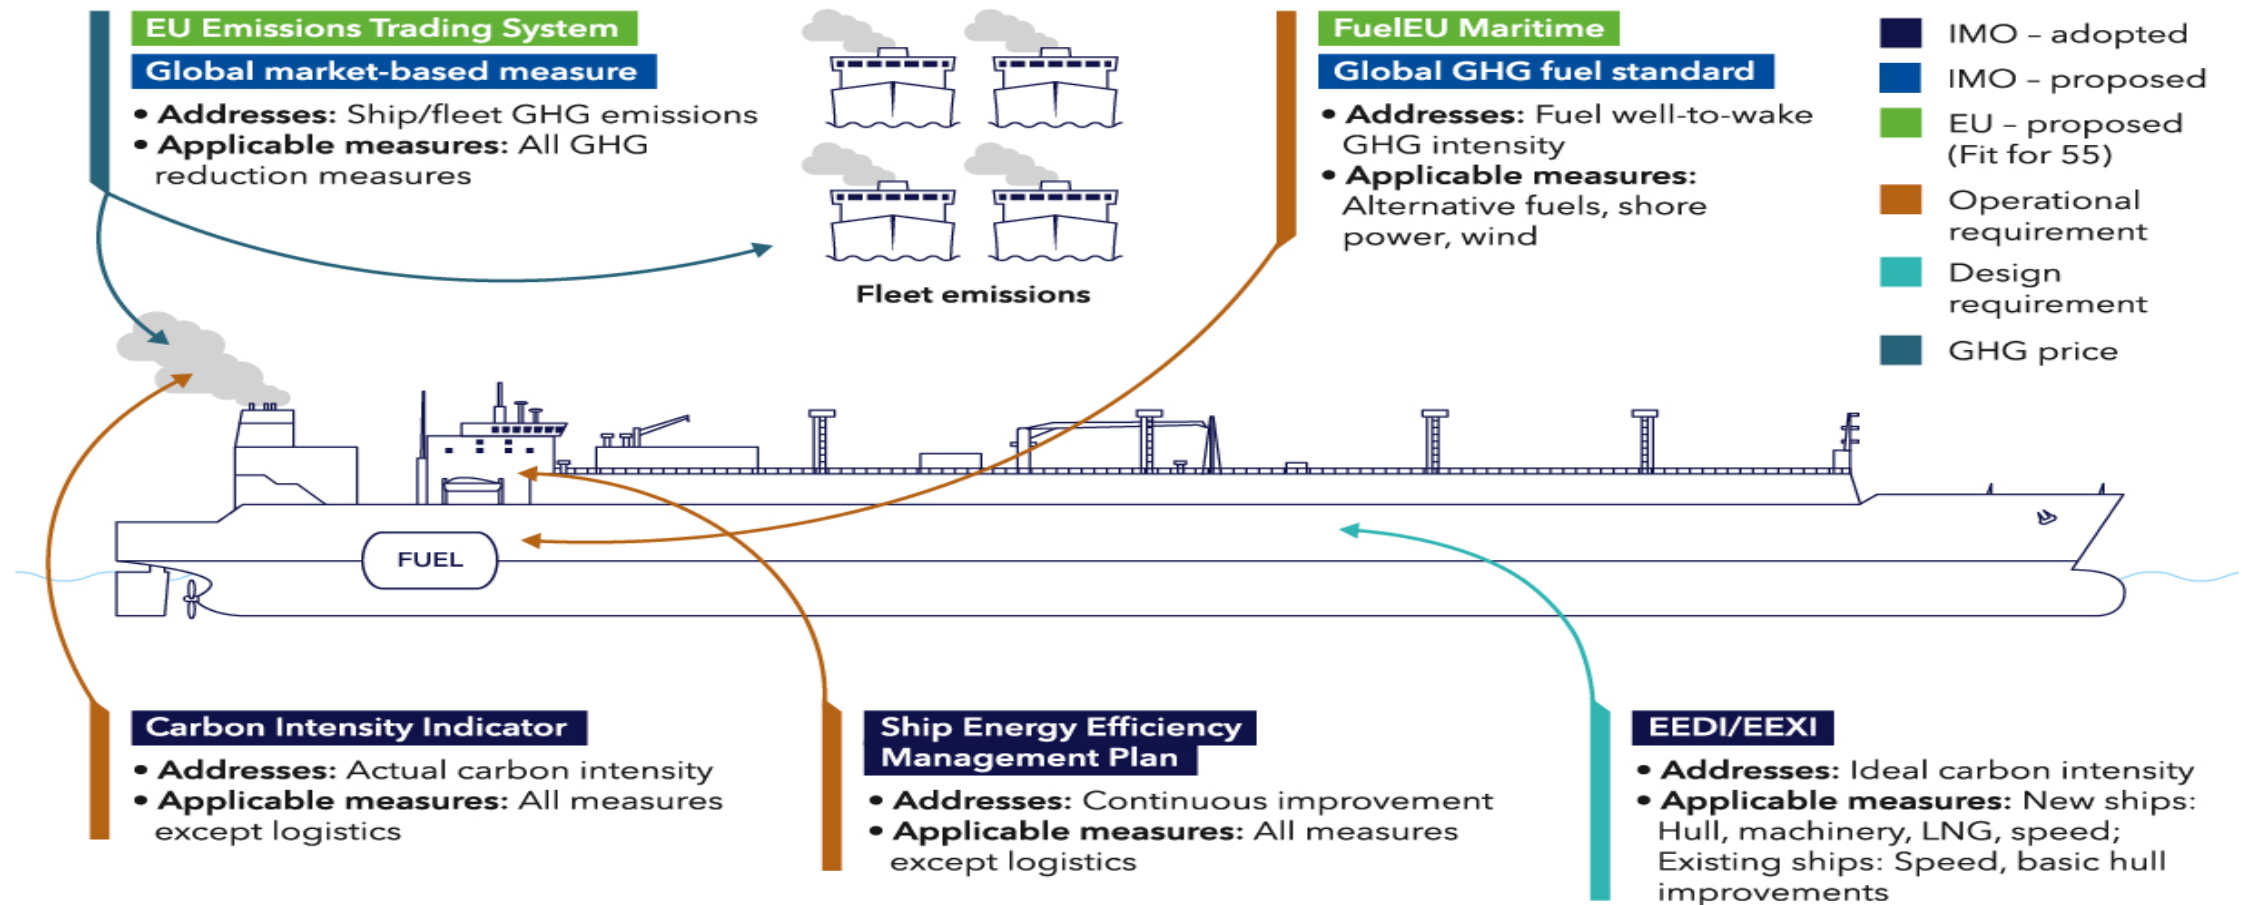 EU Emissions Trading System
Global market-based measure
• Addresses: Ship/fleet GHG emissions
• Applicable measures: All GHG
reduction measures
Fleet emissions
FuelEU Maritime
Global GHG fuel standard
• Addresses: Fuel well-to-wake
GHG intensity
• Applicable measures:
Alternative fuels, shore
power, wind
IMO – adopted
IMO – proposed
EU – proposed
(Fit for 55)
Operational
requirement
Design
requirement
GHG price
FUEL
Carbon Intensity Indicator
• Addresses: Actual carbon intensity
• Applicable measures: All measures
except logistics
Ship Energy Efficiency
Management Plan
• Addresses: Continuous improvement
• Applicable measures: All measures
except logistics
EEDI/EEXI
• Addresses: Ideal carbon intensity
• Applicable measures: New ships:
Hull, machinery, LNG, speed;
Existing ships: Speed, basic hull
improvements